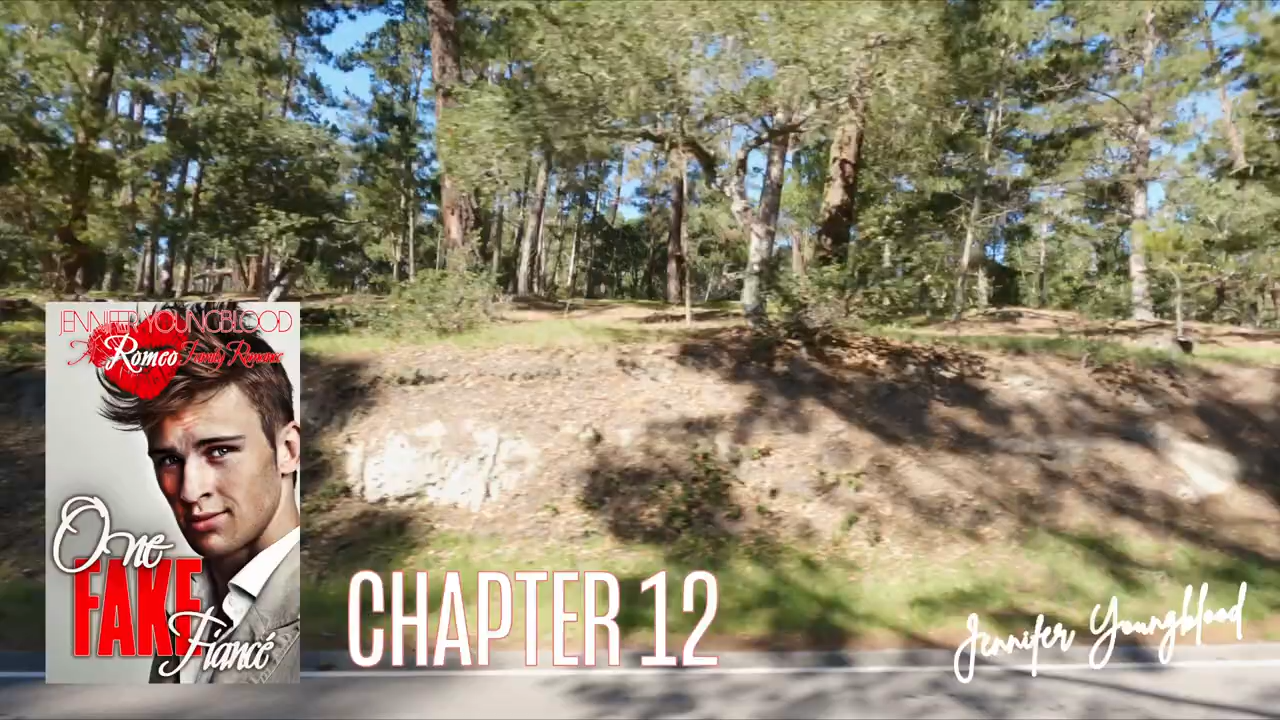 JENNIFER YOUNGBLOOD
A Romeo Family Romance
One
FAKE
Fiancé
CHAPTER 12
Jennifer Youngblood